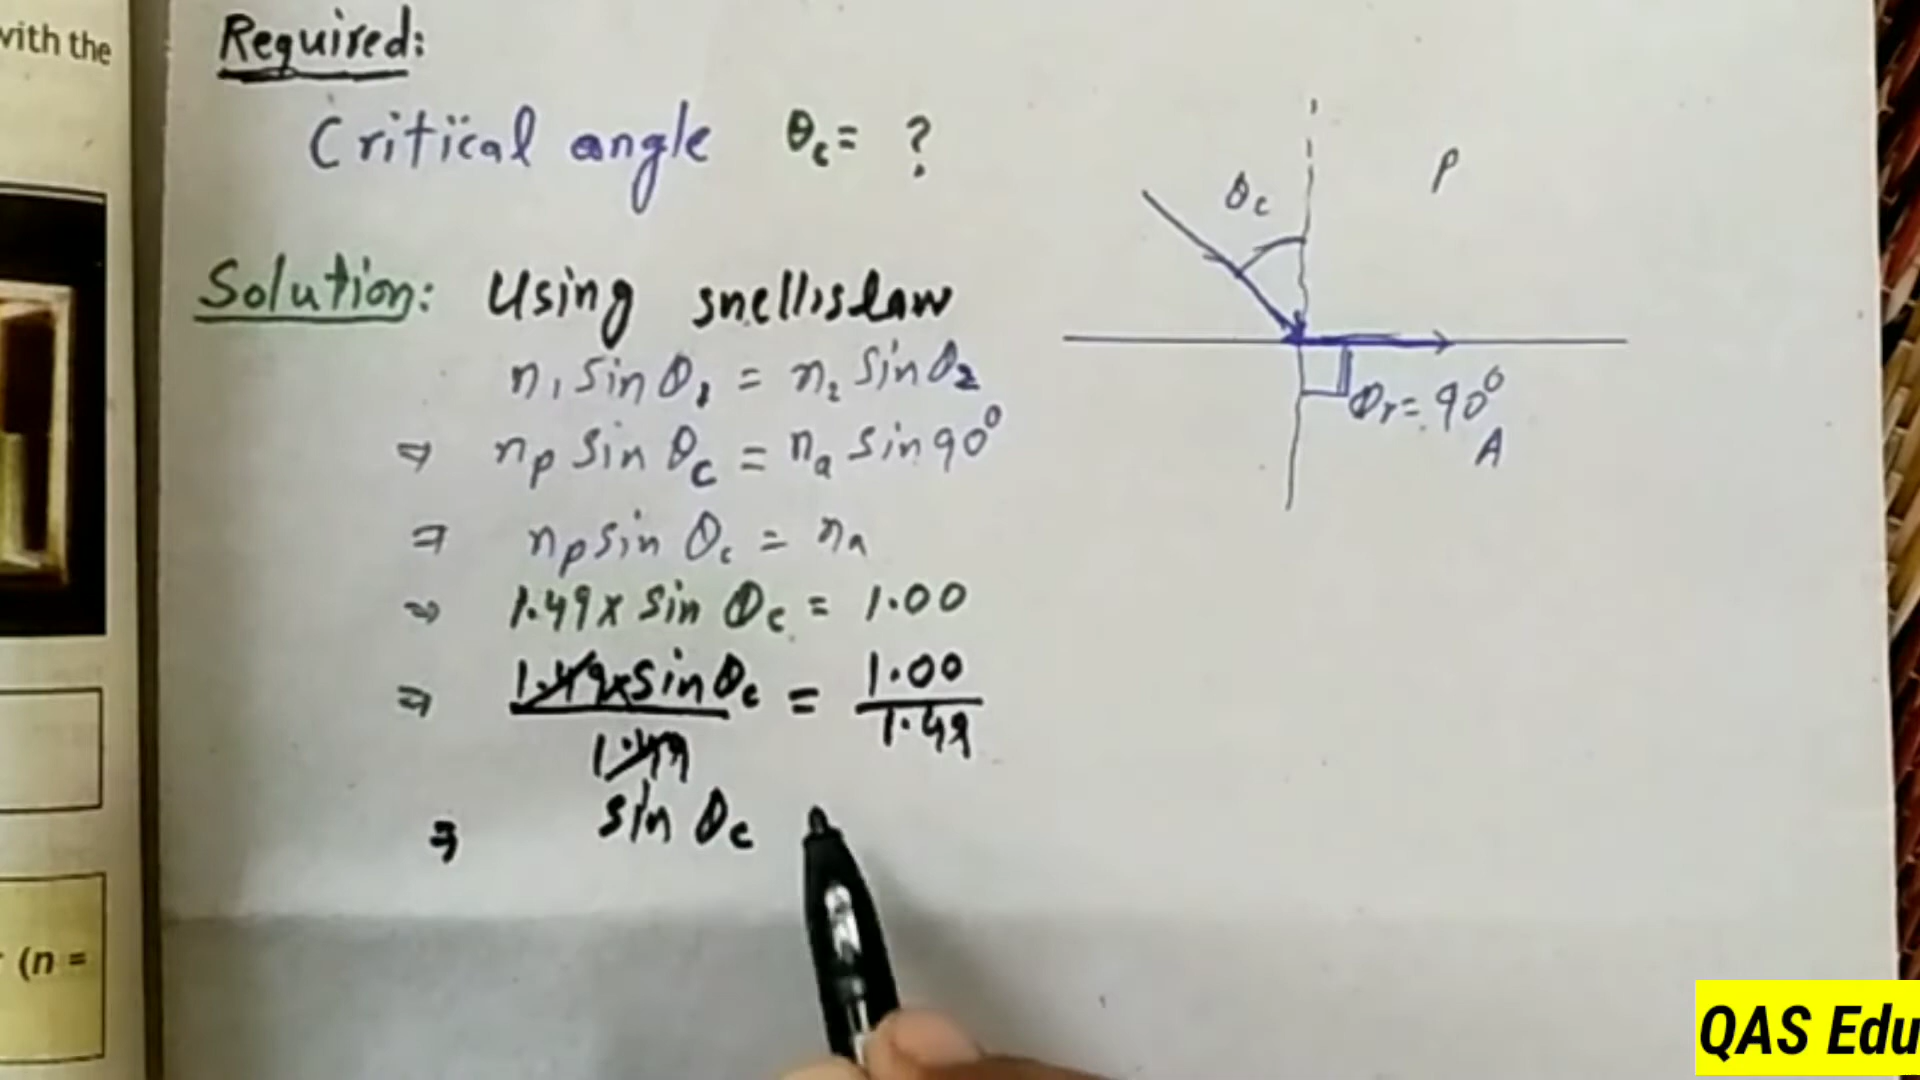 with the
Required:
Critical angle θc = ?
Solution: Using snell's law
n₁ sin θ₁ = n₂ sin θ₂
⇒ np sin θc = na sin 90°
⇒ np sin θc = na
⇒ 1.49 x sin θc = 1.00
⇒ 1.49 x sin θc / 1.49 = 1.00 / 1.49
⇒ sin θc
θc
P
θr = 90°
A
(n =
QAS Edu